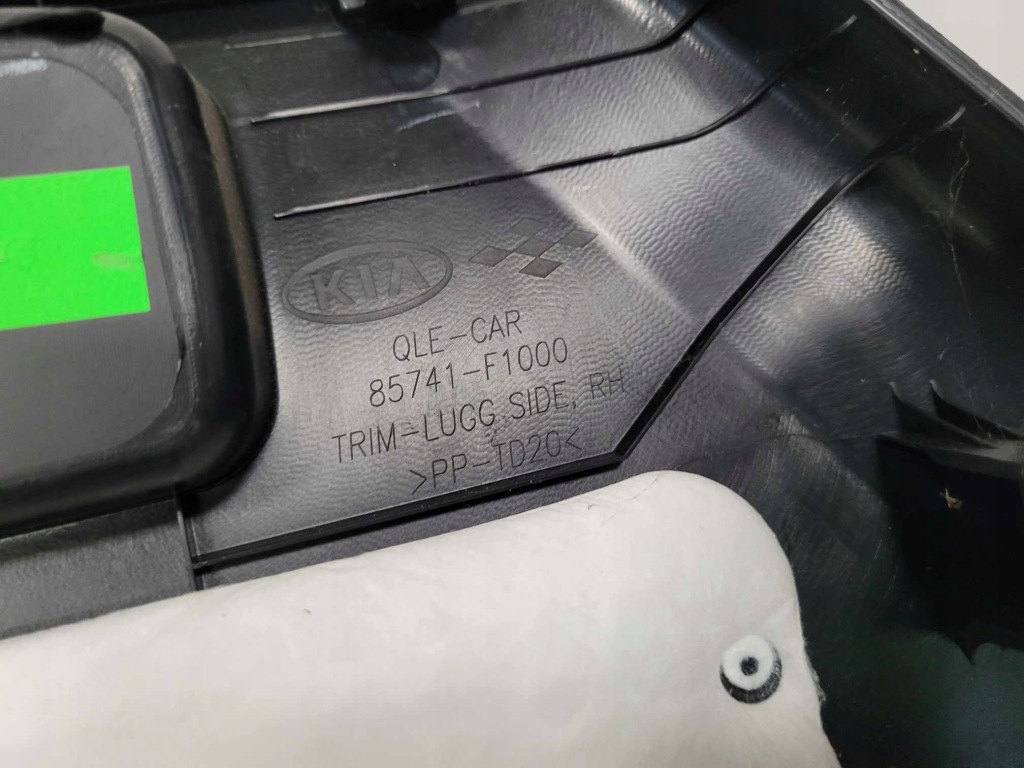 KIA
QLE-CAR
85741-F1000
TRIM-LUGG SIDE, RH
>PP-TD20<